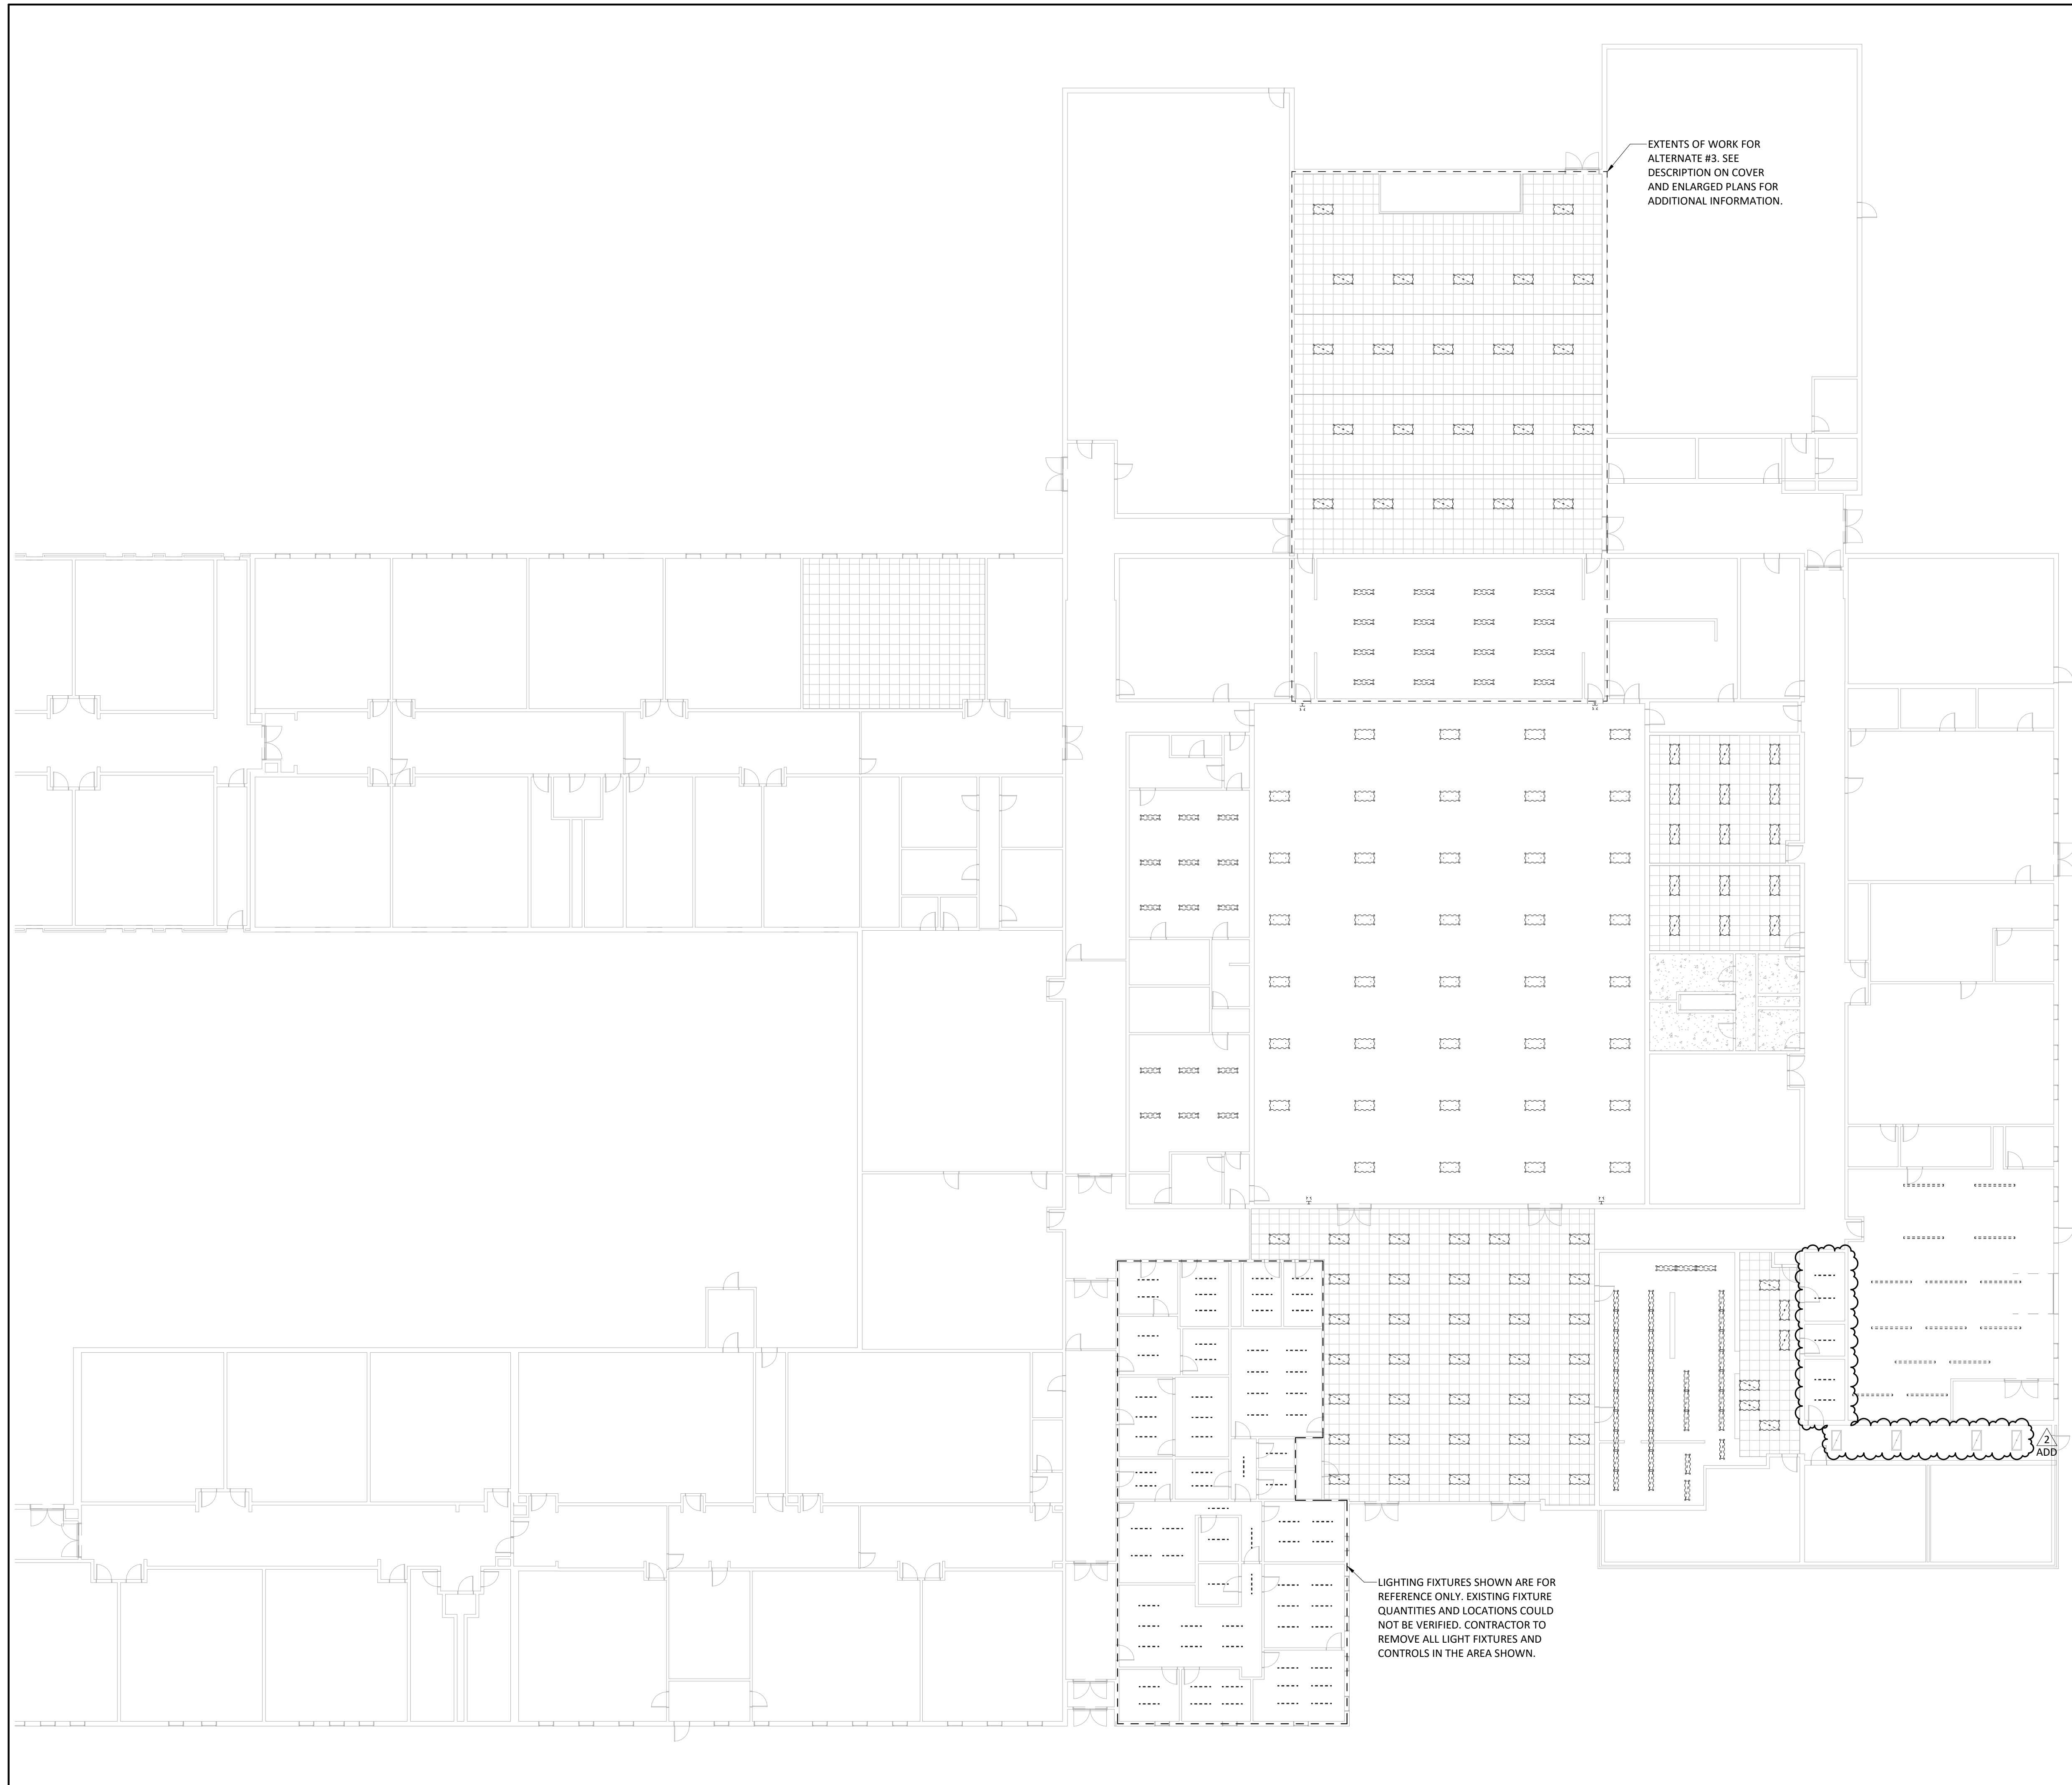 EXTENTS OF WORK FOR
ALTERNATE #3. SEE
DESCRIPTION ON COVER
AND ENLARGED PLANS FOR
ADDITIONAL INFORMATION.
2
ADD
LIGHTING FIXTURES SHOWN ARE FOR
REFERENCE ONLY. EXISTING FIXTURE
QUANTITIES AND LOCATIONS COULD
NOT BE VERIFIED. CONTRACTOR TO
REMOVE ALL LIGHT FIXTURES AND
CONTROLS IN THE AREA SHOWN.